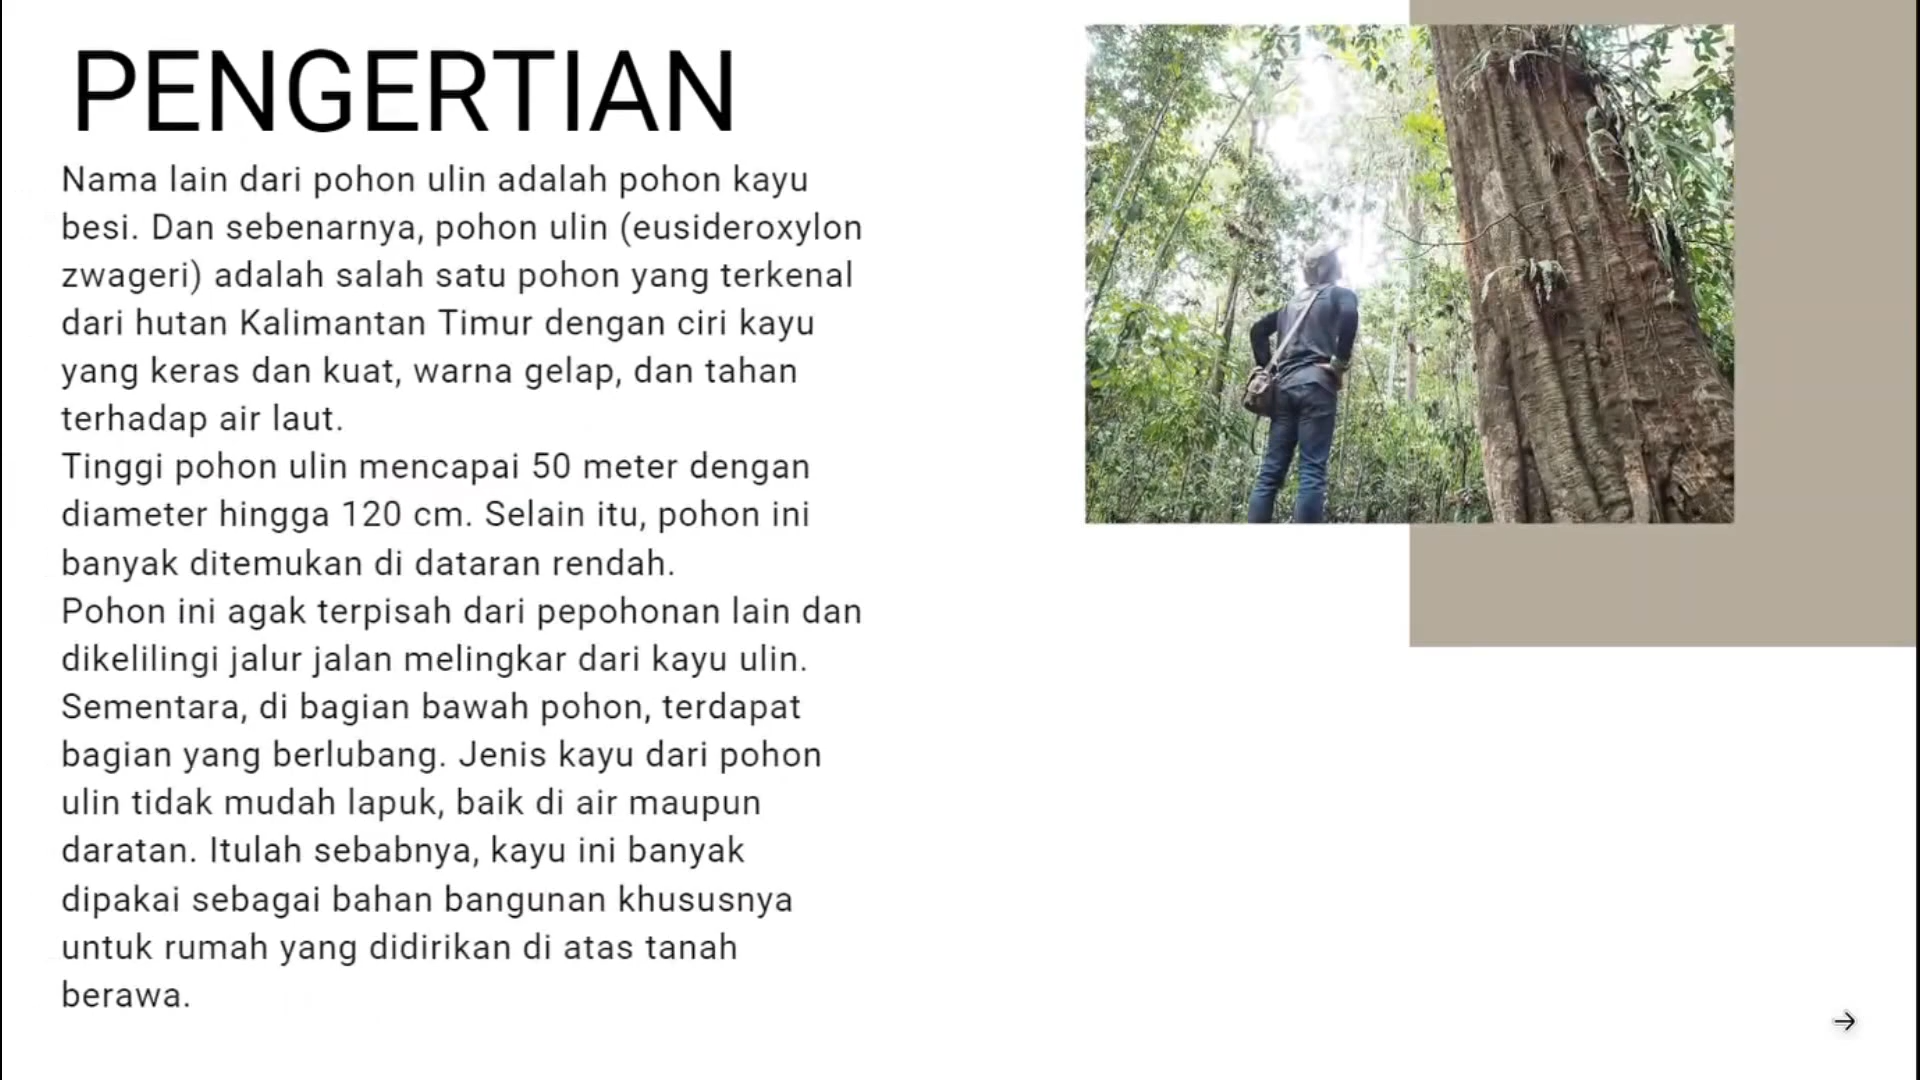 PENGERTIAN
Nama lain dari pohon ulin adalah pohon kayu
besi. Dan sebenarnya, pohon ulin (eusideroxylon
zwageri) adalah salah satu pohon yang terkenal
dari hutan Kalimantan Timur dengan ciri kayu
yang keras dan kuat, warna gelap, dan tahan
terhadap air laut.
Tinggi pohon ulin mencapai 50 meter dengan
diameter hingga 120 cm. Selain itu, pohon ini
banyak ditemukan di dataran rendah.
Pohon ini agak terpisah dari pepohonan lain dan
dikelilingi jalur jalan melingkar dari kayu ulin.
Sementara, di bagian bawah pohon, terdapat
bagian yang berlubang. Jenis kayu dari pohon
ulin tidak mudah lapuk, baik di air maupun
daratan. Itulah sebabnya, kayu ini banyak
dipakai sebagai bahan bangunan khususnya
untuk rumah yang didirikan di atas tanah
berawa.